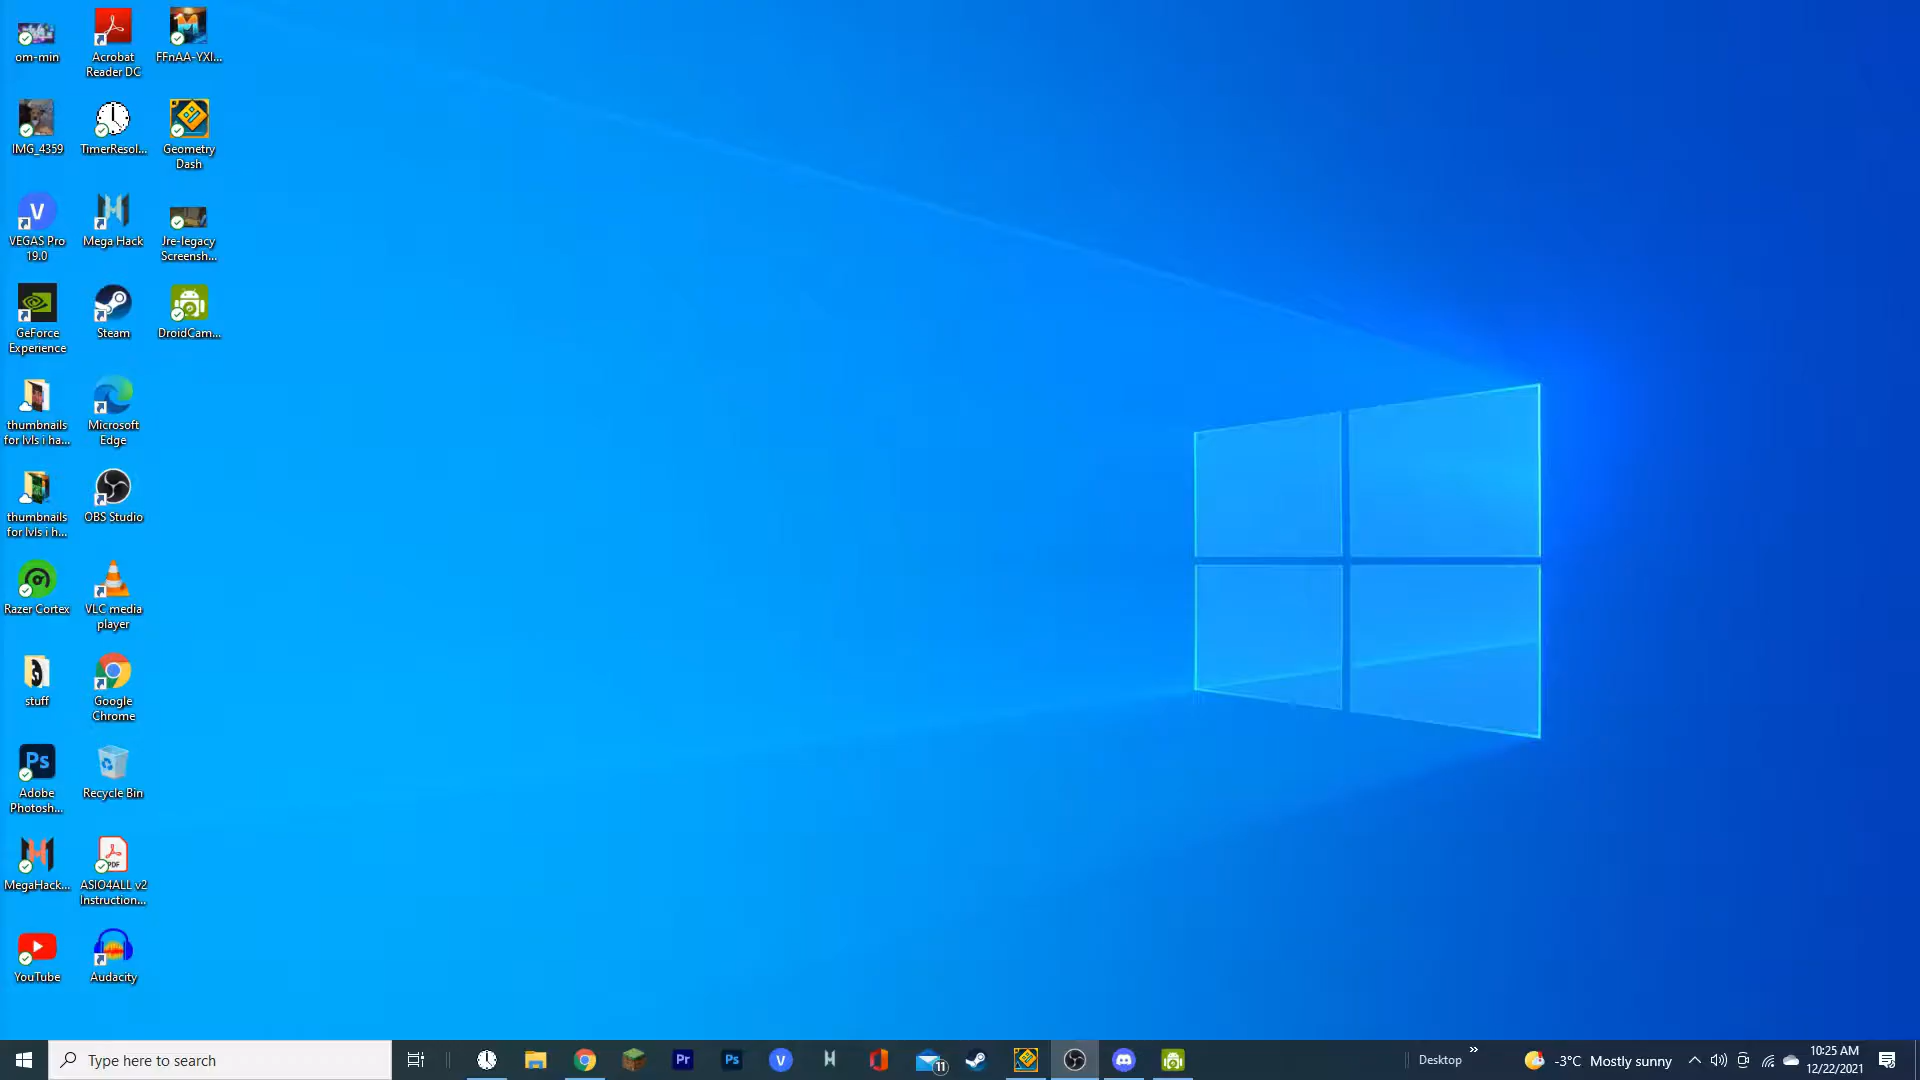 om-min
Acrobat
Reader DC
FFnAA-YXI...
IMG_4359
TimerResol...
Geometry
Dash
VEGAS Pro
19.0
Mega Hack
Jre-legacy
Screensh...
GeForce
Experience
Steam
DroidCam...
thumbnails
for lvls i ha...
Microsoft
Edge
thumbnails
for lvls i h...
OBS Studio
Razer Cortex
VLC media
player
stuff
Google
Chrome
Ps
Adobe
Photosh...
Recycle Bin
MegaHack...
PDF
ASIO4ALL v2
Instruction...
YouTube
Audacity
Type here to search
Pr
Ps
V
11
Desktop
-3°C Mostly sunny
10:25 AM
12/22/2021